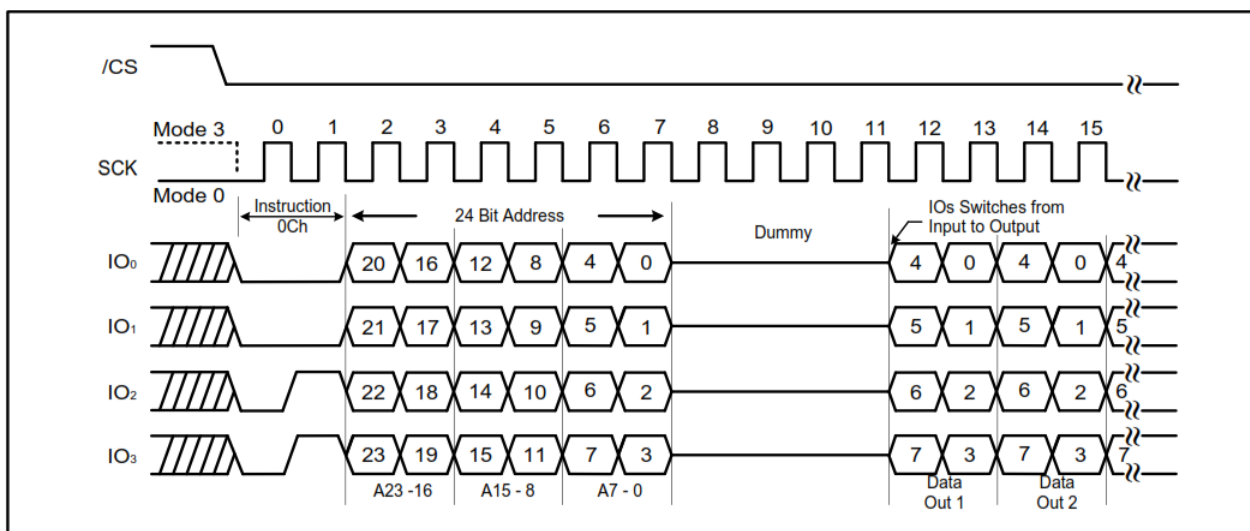 /CS
Mode 3 0 1 2 3 4 5 6 7 8 9 10 11 12 13 14 15
SCK
Mode 0
Instruction
0Ch
24 Bit Address
Dummy
IOs Switches from
Input to Output
IO₀ 20 16 12 8 4 0 4 0 4 0 4
IO₁ 21 17 13 9 5 1 5 1 5 1 5
IO₂ 22 18 14 10 6 2 6 2 6 2 6
IO₃ 23 19 15 11 7 3 7 3 7 3 7
A23 -16 A15 - 8 A7 - 0
Data
Out 1
Data
Out 2